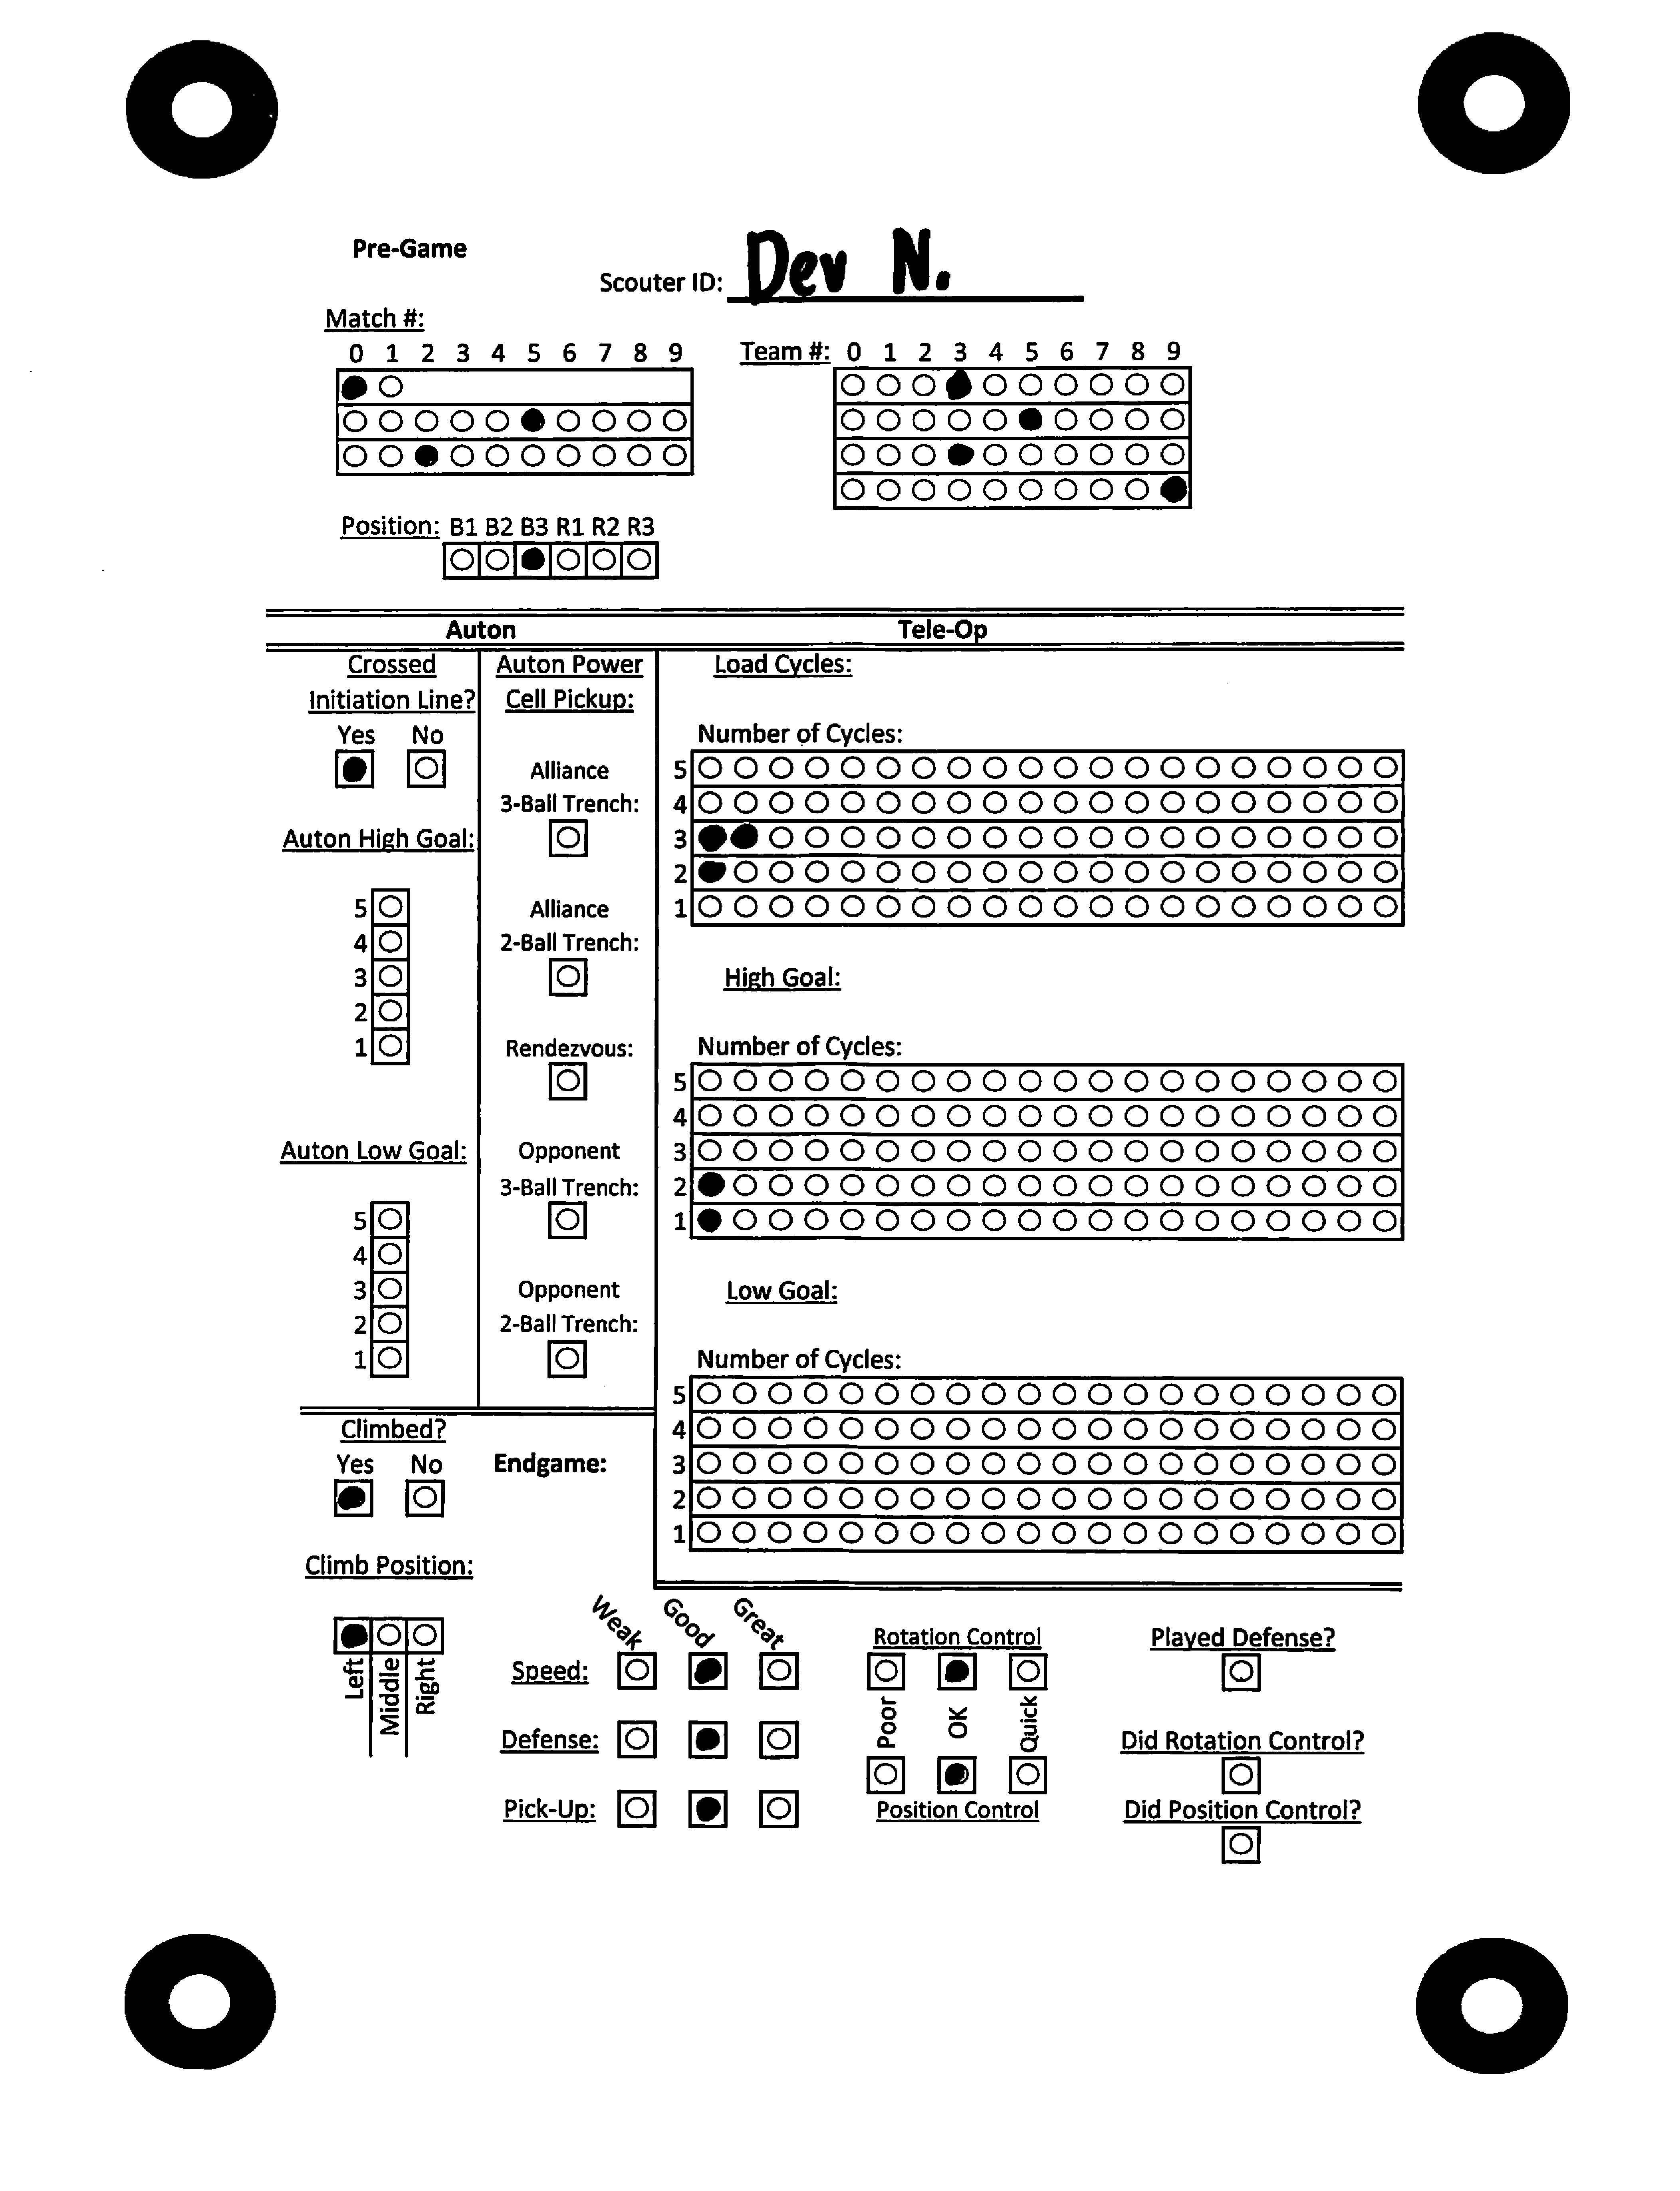 Pre-Game
Scouter ID: Dev N.
Match #:
0 1 2 3 4 5 6 7 8 9
Team #: 0 1 2 3 4 5 6 7 8 9
Position: B1 B2 B3 R1 R2 R3
Auton
Tele-Op
Crossed
Initiation Line?
Yes No
Auton High Goal:
5
4
3
2
1
Auton Low Goal:
5
4
3
2
1
Auton Power
Cell Pickup:
Alliance
3-Ball Trench:
Alliance
2-Ball Trench:
Rendezvous:
Opponent
3-Ball Trench:
Opponent
2-Ball Trench:
Load Cycles:
Number of Cycles:
5
4
3
2
1
High Goal:
Number of Cycles:
5
4
3
2
1
Low Goal:
Number of Cycles:
5
4
3
2
1
Climbed?
Yes No
Endgame:
Climb Position:
Left
Middle
Right
Weak Good Great
Speed:
Defense:
Pick-Up:
Rotation Control
Poor OK Quick
Position Control
Played Defense?
Did Rotation Control?
Did Position Control?